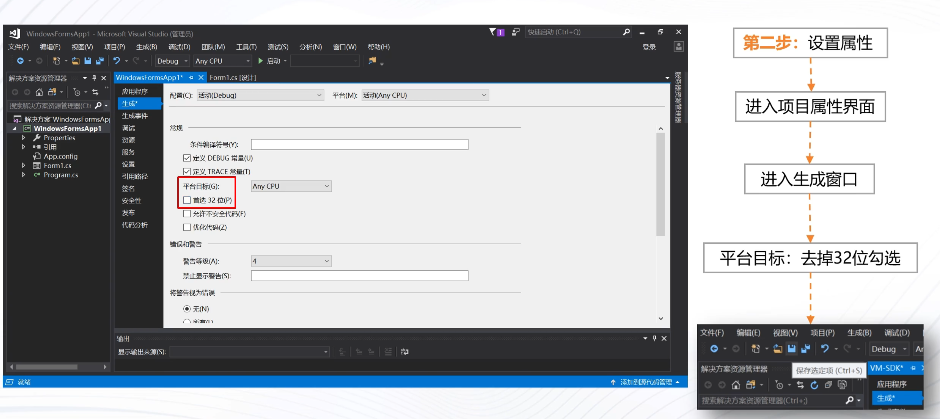 WindowsFormsApp1 - Microsoft Visual Studio (管理员)
1
快速启动 (Ctrl+Q)
文件(F) 编辑(E) 视图(V) 项目(P) 生成(B) 调试(D) 团队(M) 工具(T) 测试(S) 分析(N) 窗口(W) 帮助(H)
登录
Debug Any CPU 启动
解决方案资源管理器
搜索解决方案资源管理器(Ctrl
解决方案"WindowsFormsApp
WindowsFormsApp1
Properties
引用
App.config
Form1.cs
Program.cs
WindowsFormsApp1* Form1.cs [设计]
应用程序
生成*
生成事件
调试
资源
服务
设置
引用路径
签名
安全性
发布
代码分析
配置(C): 活动(Debug) 平台(M): 活动(Any CPU)
常规
条件编译符号(Y):
定义 DEBUG 常量(U)
定义 TRACE 常量(T)
平台目标(G): Any CPU
首选 32 位(P)
允许不安全代码(F)
优化代码(Z)
错误和警告
警告等级(A): 4
禁止显示警告(S):
将警告视为错误
无(N)
所有(L)
输出
显示输出来源(S):
就绪
添加到源代码管理
第二步：设置属性
进入项目属性界面
进入生成窗口
平台目标：去掉32位勾选
文件(F) 编辑(E) 视图(V) 项目(P) 生成(B) 调试(D)
Debug
解决方案资源管理器
保存选定项 (Ctrl+S)
VM-SDK*
应用程序
搜索解决方案资源管理器(Ctrl+;)
生成*